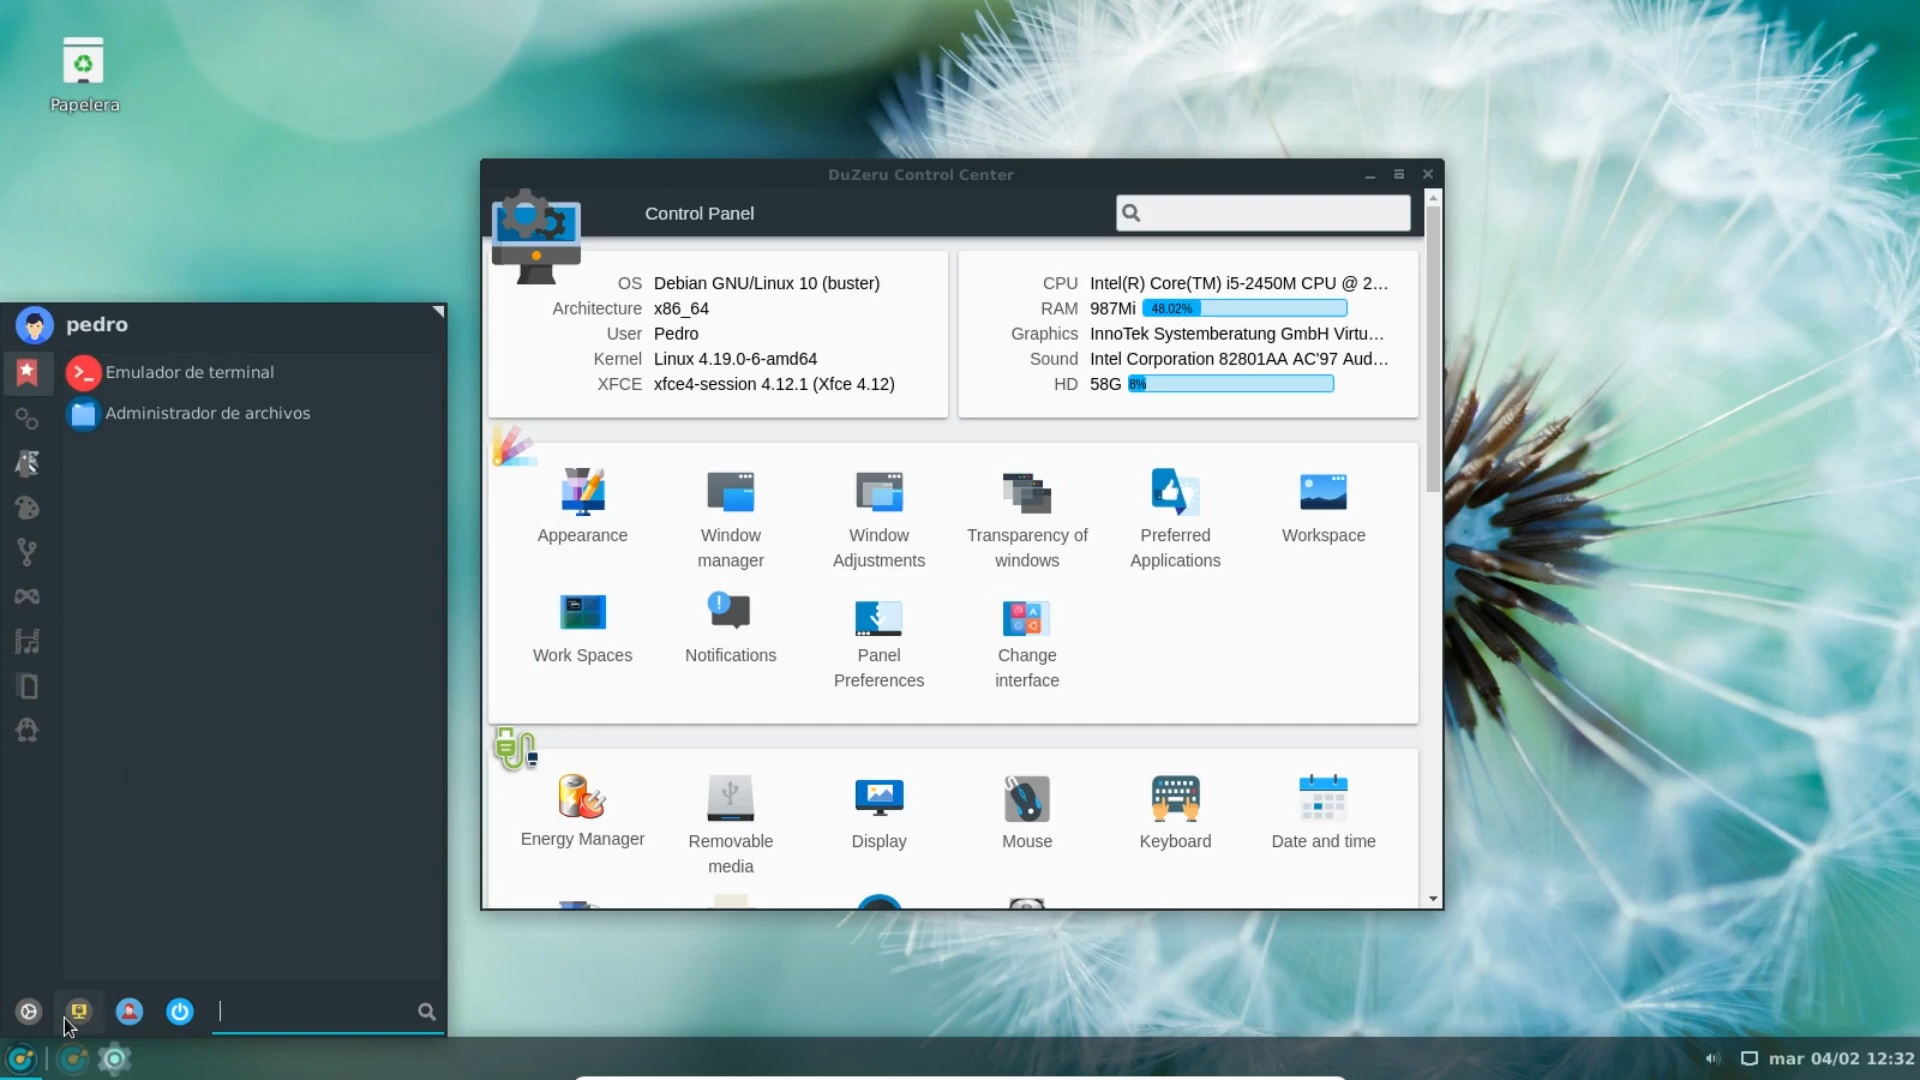 Papelera
DuZeru Control Center
Control Panel
OS Debian GNU/Linux 10 (buster)
Architecture x86_64
User Pedro
Kernel Linux 4.19.0-6-amd64
XFCE xfce4-session 4.12.1 (Xfce 4.12)
CPU Intel(R) Core(TM) i5-2450M CPU @ 2...
RAM 987Mi 48.02%
Graphics InnoTek Systemberatung GmbH Virtu...
Sound Intel Corporation 82801AA AC'97 Aud...
HD 58G 8%
pedro
Emulador de terminal
Administrador de archivos
Appearance
Window
manager
Window
Adjustments
Transparency of
windows
Preferred
Applications
Workspace
Work Spaces
Notifications
Panel
Preferences
Change
interface
Energy Manager
Removable
media
Display
Mouse
Keyboard
Date and time
mar 04/02 12:32